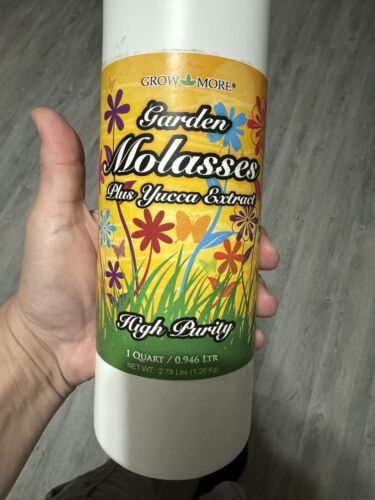 GROW MORE®
Garden
Molasses
Plus Yucca Extract
High Purity
1 QUART / 0.946 LTR
NET WT: 2.78 Lbs (1.26 Kg)